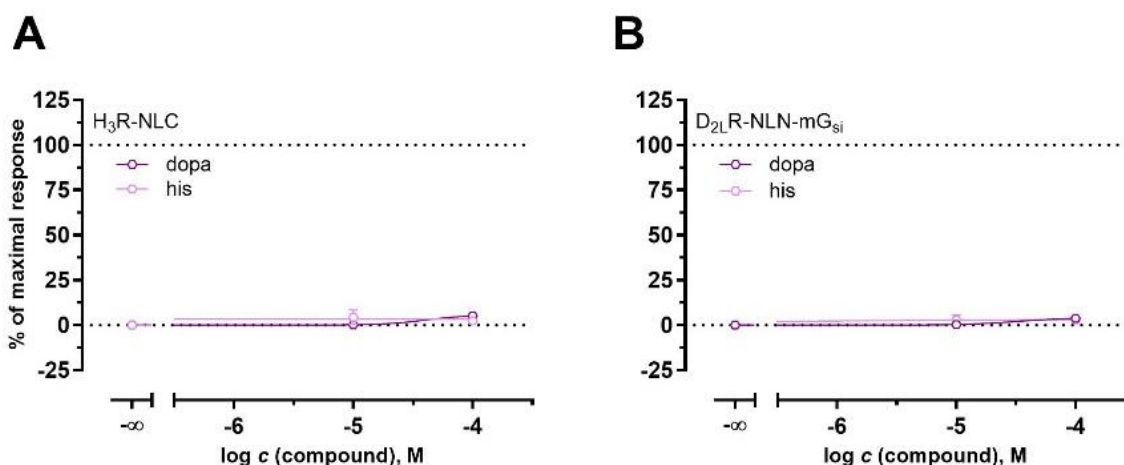 A
B
% of maximal response
125
100
75
50
25
0
-25
H₃R-NLC
dopa
his
-∞
-6
-5
-4
log c (compound), M
125
100
75
50
25
0
-25
D₂LR-NLN-mGsi
dopa
his
-∞
-6
-5
-4
log c (compound), M